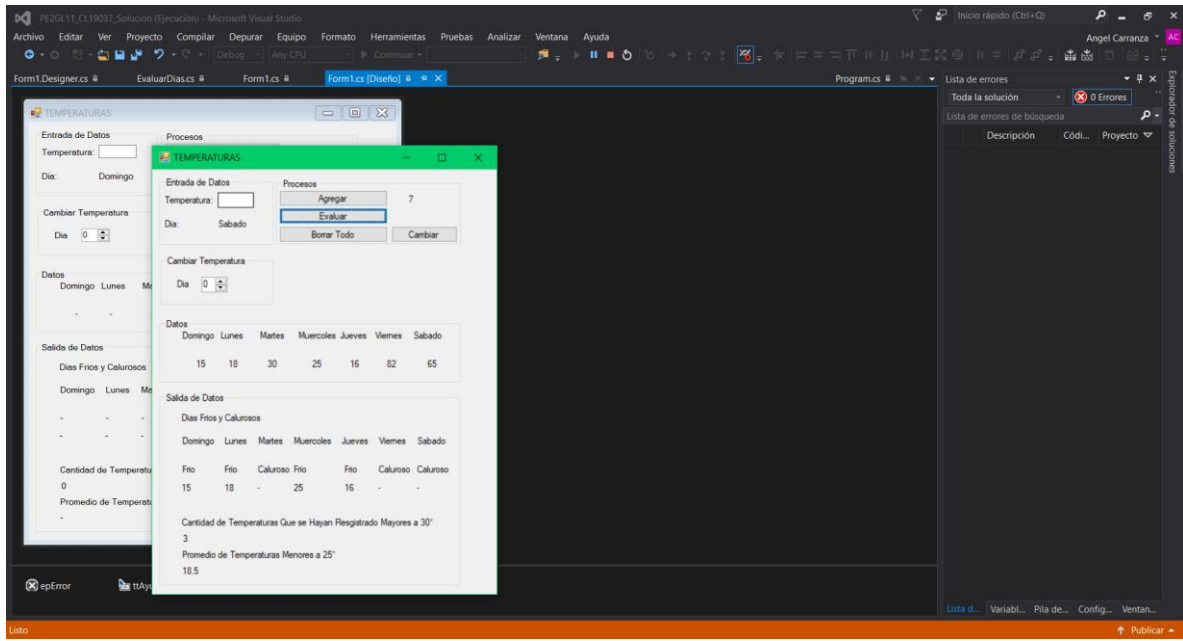 PE2GL11_CL19037_Solucion (Ejecución) - Microsoft Visual Studio
Inicio rápido (Ctrl+Q)
Archivo Editar Ver Proyecto Compilar Depurar Equipo Formato Herramientas Pruebas Analizar Ventana Ayuda
Angel Carranza AC
Debug Any CPU Continuar
Form1.Designer.cs EvaluarDias.cs Form1.cs Form1.cs [Diseño] Program.cs
Lista de errores
Toda la solución 0 Errores
Lista de errores de búsqueda
Descripción Códi... Proyecto
Explorador de soluciones
TEMPERATURAS
Entrada de Datos Procesos
Temperatura:
Dia: Domingo
Cambiar Temperatura
Dia 0
Datos
Domingo Lunes Ma
- -
Salida de Datos
Dias Frios y Calurosos
Domingo Lunes Ma
- - -
- - -
Cantidad de Temperatu
0
Promedio de Temperatu
-
TEMPERATURAS
Entrada de Datos Procesos
Temperatura: Agregar 7
Evaluar
Dia: Sabado
Borrar Todo Cambiar
Cambiar Temperatura
Dia 0
Datos
Domingo Lunes Martes Muercoles Jueves Viernes Sabado
15 18 30 25 16 82 65
Salida de Datos
Dias Frios y Calurosos
Domingo Lunes Martes Muercoles Jueves Viernes Sabado
Frio Frio Caluroso Frio Frio Caluroso Caluroso
15 18 - 25 16 - -
Cantidad de Temperaturas Que se Hayan Resgistrado Mayores a 30°
3
Promedio de Temperaturas Menores a 25°
18.5
epError ttAyu
Lista d... Variabl... Pila de... Config... Ventan...
Listo
Publicar